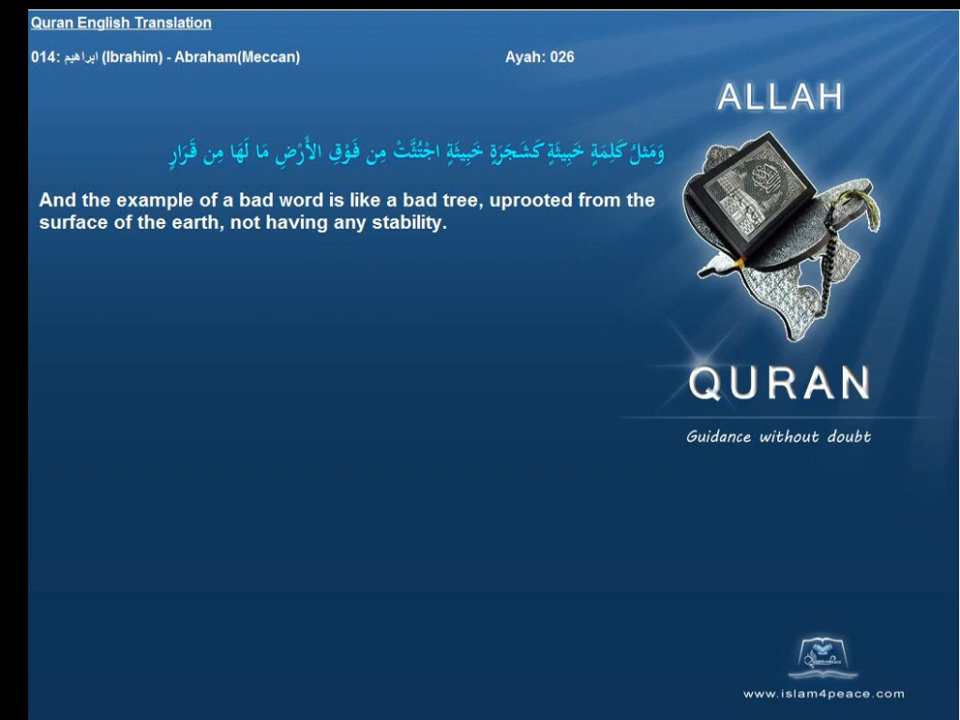 Quran English Translation
014: ابراهيم (Ibrahim) - Abraham(Meccan) Ayah: 026
ALLAH
وَمَثلُ كَلِمَةٍ خَبِيثَةٍ كَشَجَرَةٍ خَبِيثَةٍ اجْتُثَّتْ مِن فَوْقِ الأَرْضِ مَا لَهَا مِن قَرَارٍ
And the example of a bad word is like a bad tree, uprooted from the
surface of the earth, not having any stability.
QURAN
Guidance without doubt
www.islam4peace.com